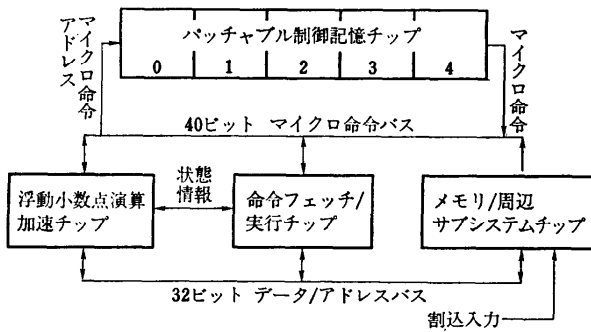 マイクロ命令
アドレス
パッチャブル制御記憶チップ
0 1 2 3 4
マイクロ命令
40ビット マイクロ命令バス
浮動小数点演算
加速チップ
状態
情報
命令フェッチ/
実行チップ
メモリ/周辺
サブシステムチップ
32ビット データ/アドレスバス
割込入力